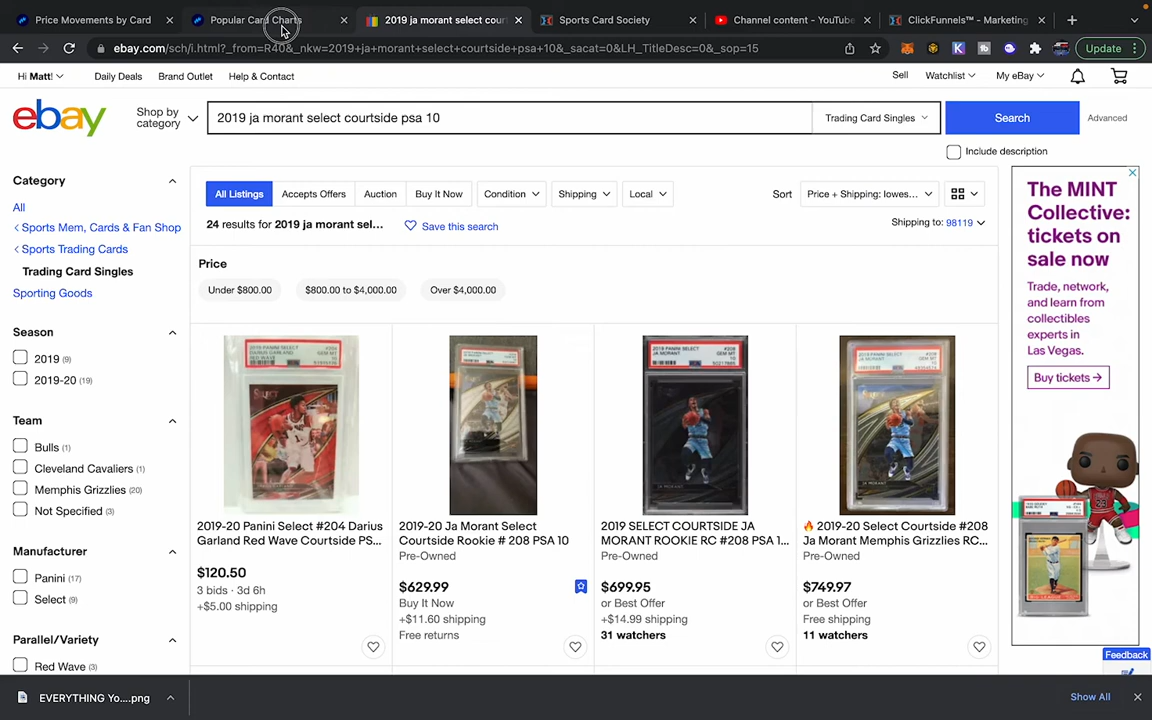 Price Movements by Card
Popular Card Charts
2019 ja morant select cour
Sports Card Society
Channel content - YouTube
ClickFunnels™ - Marketing
ebay.com/sch/i.html?_from=R40&_nkw=2019+ja+morant+select+courtside+psa+10&_sacat=0&LH_TitleDesc=0&_sop=15
Update
Hi Matt!
Daily Deals
Brand Outlet
Help & Contact
Sell
Watchlist
My eBay
ebay
Shop by
category
2019 ja morant select courtside psa 10
Trading Card Singles
Search
Advanced
Include description
Category
All
Sports Mem, Cards & Fan Shop
Sports Trading Cards
Trading Card Singles
Sporting Goods
Season
2019 (9)
2019-20 (19)
Team
Bulls (1)
Cleveland Cavaliers (1)
Memphis Grizzlies (20)
Not Specified (3)
Manufacturer
Panini (17)
Select (9)
Parallel/Variety
Red Wave (3)
All Listings
Accepts Offers
Auction
Buy It Now
Condition
Shipping
Local
Sort
Price + Shipping: lowes...
24 results for 2019 ja morant sel...
Save this search
Shipping to: 98119
Price
Under $800.00
$800.00 to $4,000.00
Over $4,000.00
2019-20 Panini Select #204 Darius
Garland Red Wave Courtside PS...
$120.50
3 bids · 3d 6h
+$5.00 shipping
2019-20 Ja Morant Select
Courtside Rookie # 208 PSA 10
Pre-Owned
$629.99
Buy It Now
+$11.60 shipping
Free returns
2019 SELECT COURTSIDE JA
MORANT ROOKIE RC #208 PSA 1...
Pre-Owned
$699.95
or Best Offer
+$14.99 shipping
31 watchers
2019-20 Select Courtside #208
Ja Morant Memphis Grizzlies RC...
Pre-Owned
$749.97
or Best Offer
Free shipping
11 watchers
The MINT
Collective:
tickets on
sale now
Trade, network,
and learn from
collectibles
experts in
Las Vegas.
Buy tickets →
Feedback
EVERYTHING Yo....png
Show All